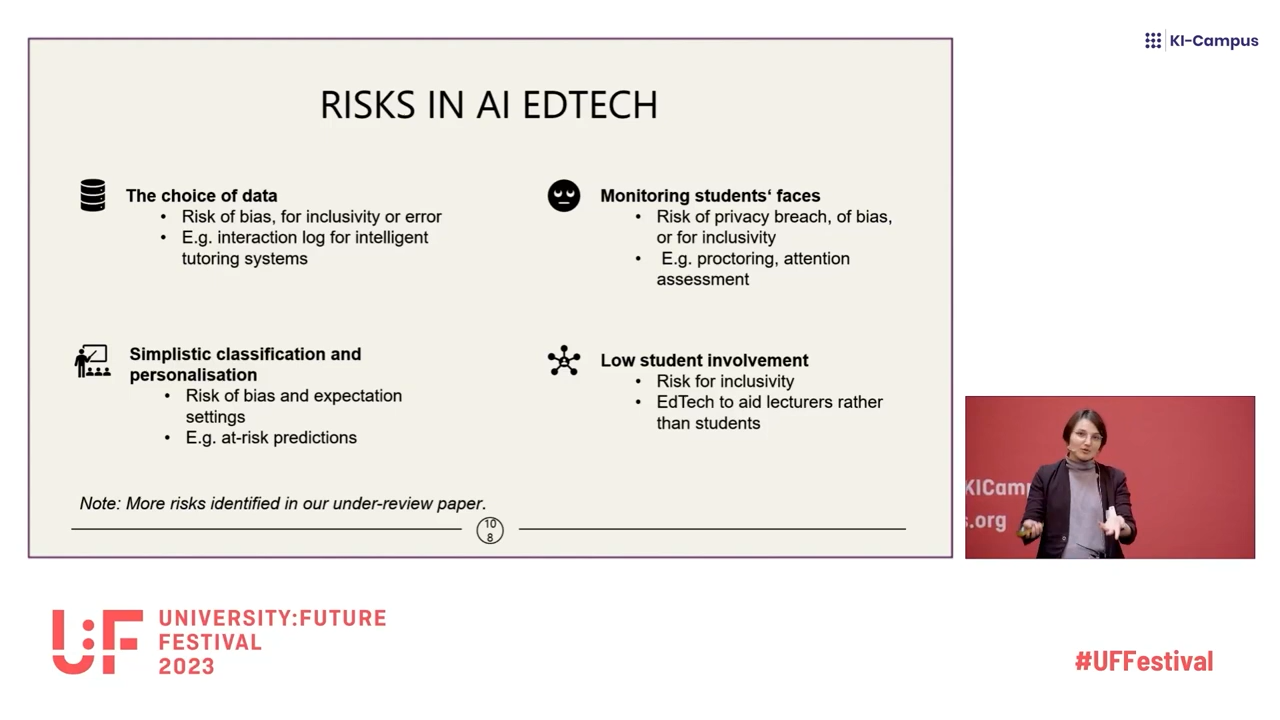 KI-Campus
RISKS IN AI EDTECH
The choice of data
• Risk of bias, for inclusivity or error
• E.g. interaction log for intelligent
tutoring systems
Monitoring students‘ faces
• Risk of privacy breach, of bias,
or for inclusivity
• E.g. proctoring, attention
assessment
Simplistic classification and
personalisation
• Risk of bias and expectation
settings
• E.g. at-risk predictions
Low student involvement
• Risk for inclusivity
• EdTech to aid lecturers rather
than students
Note: More risks identified in our under-review paper.
10
8
KICamp
s.org
U:F
UNIVERSITY:FUTURE
FESTIVAL
2023
#UFFestival